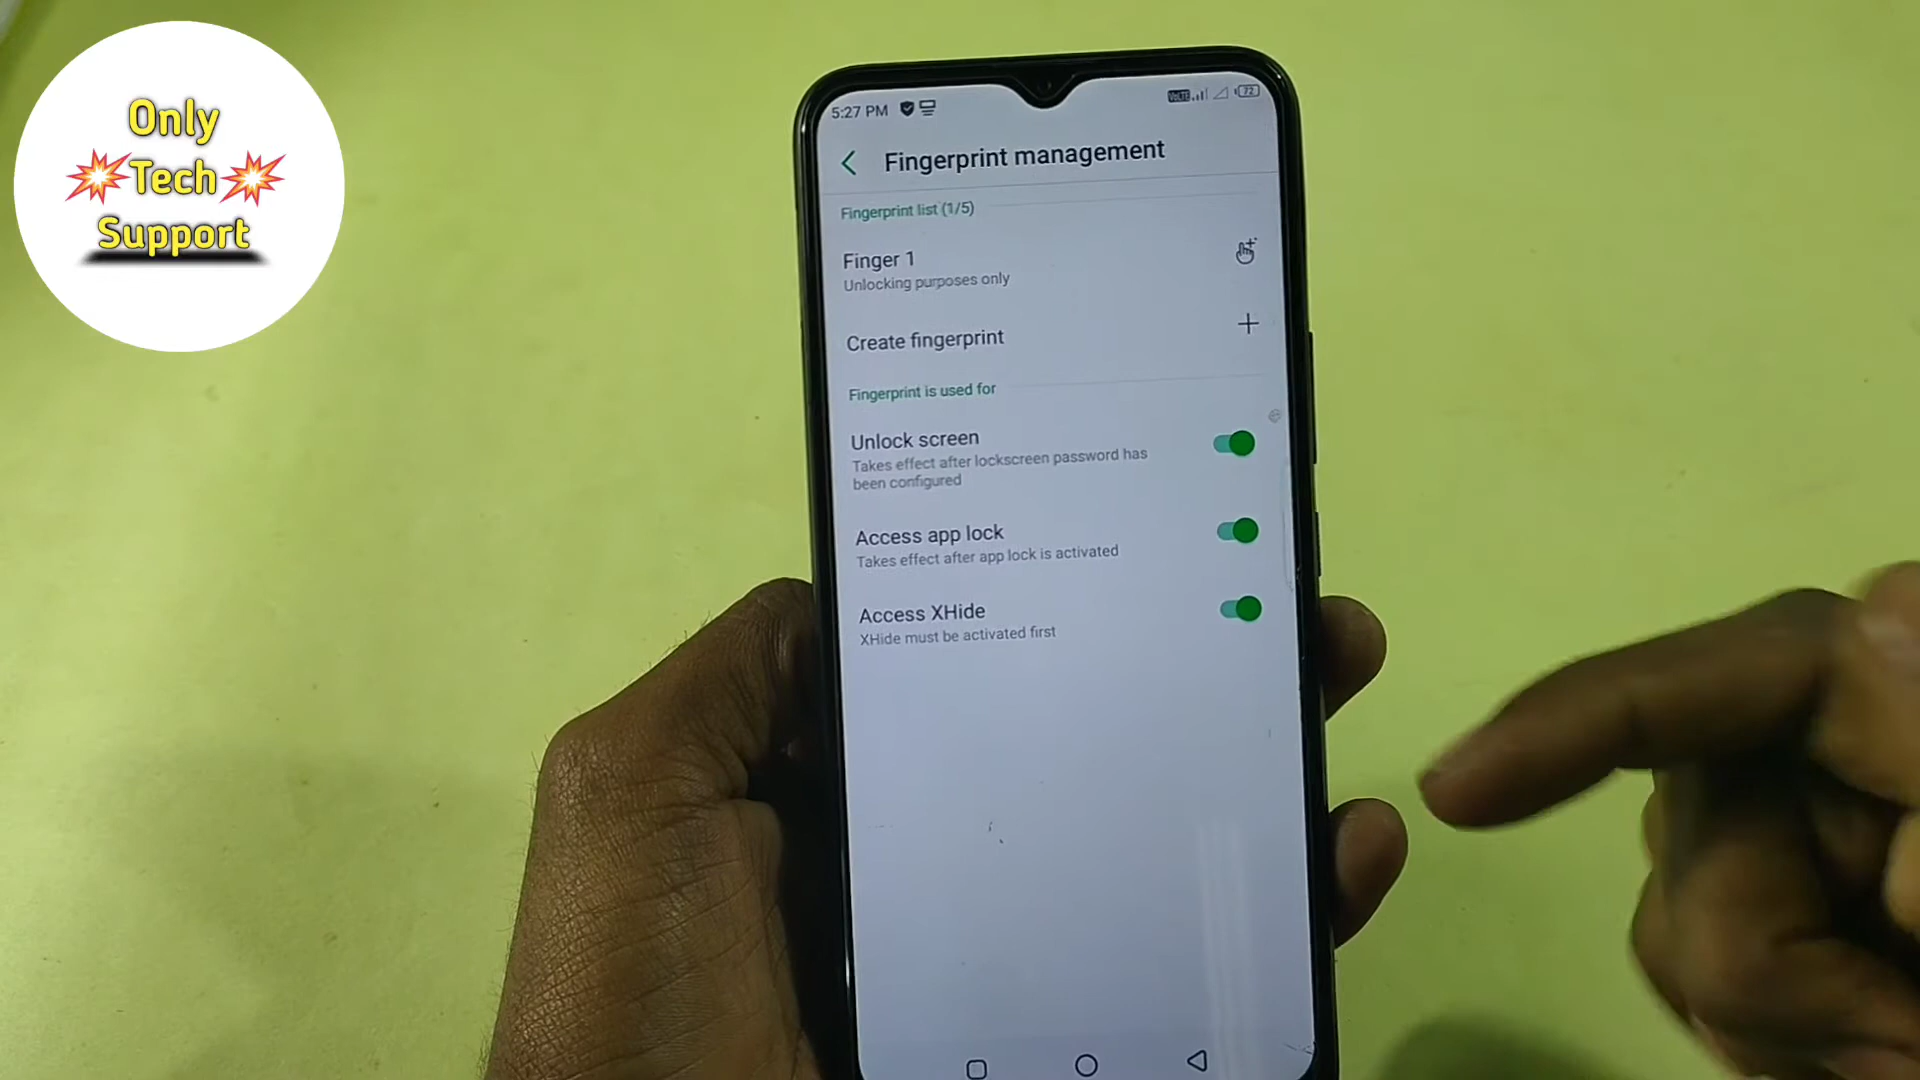 Only
Tech
Support
5:27 PM
VoLTE
72
Fingerprint management
Fingerprint list (1/5)
Finger 1
Unlocking purposes only
Create fingerprint
Fingerprint is used for
Unlock screen
Takes effect after lockscreen password has
been configured
Access app lock
Takes effect after app lock is activated
Access XHide
XHide must be activated first